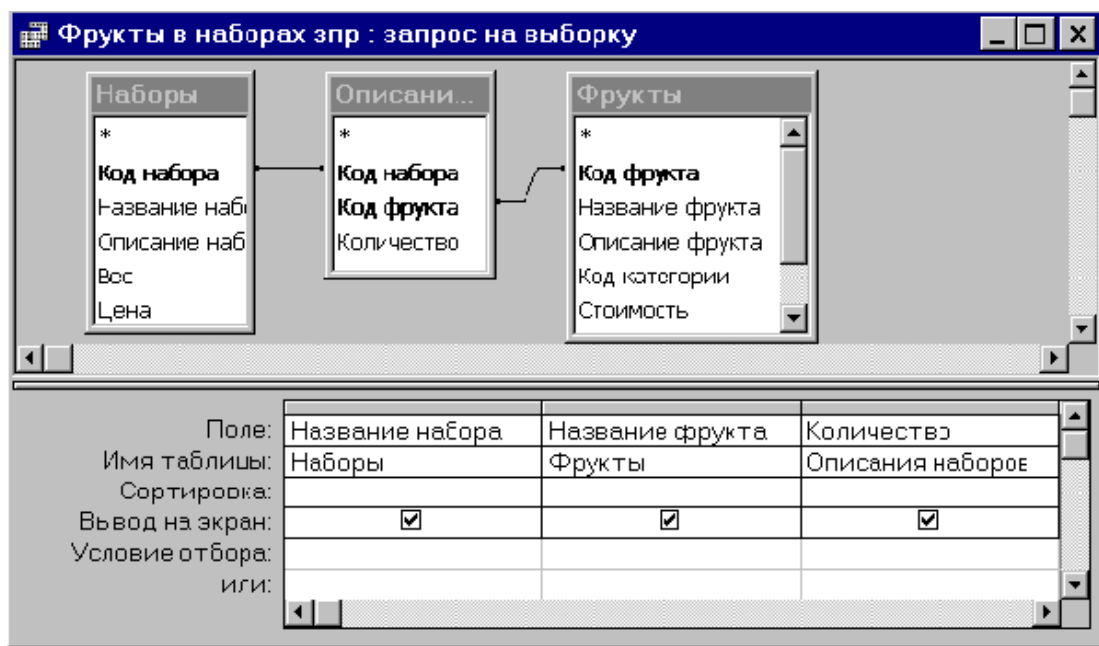 Фрукты в наборах зпр : запрос на выборку
Наборы
*
Код набора
Название набо
Описание наб
Вес
Цена
Описани...
*
Код набора
Код фрукта
Количество
Фрукты
*
Код фрукта
Название фрукта
Описание фрукта
Код категории
Стоимость
Поле: Название набора Название фрукта Количество
Имя таблицы: Наборы Фрукты Описания наборов
Сортировка:
Вывод на экран:
Условие отбора:
или: